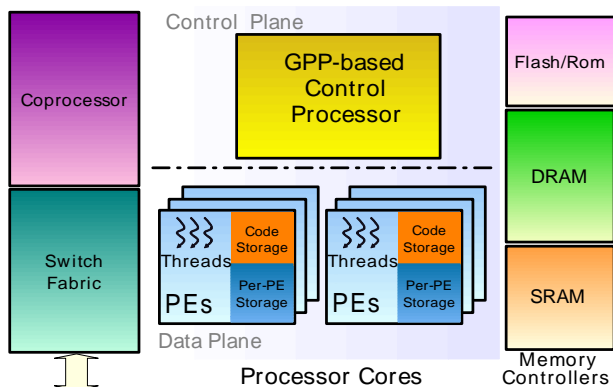 Control Plane
Coprocessor
GPP-based
Control
Processor
Flash/Rom
DRAM
Switch
Fabric
Threads
Code
Storage
PEs
Per-PE
Storage
Threads
Code
Storage
PEs
Per-PE
Storage
SRAM
Data Plane
Processor Cores
Memory
Controllers